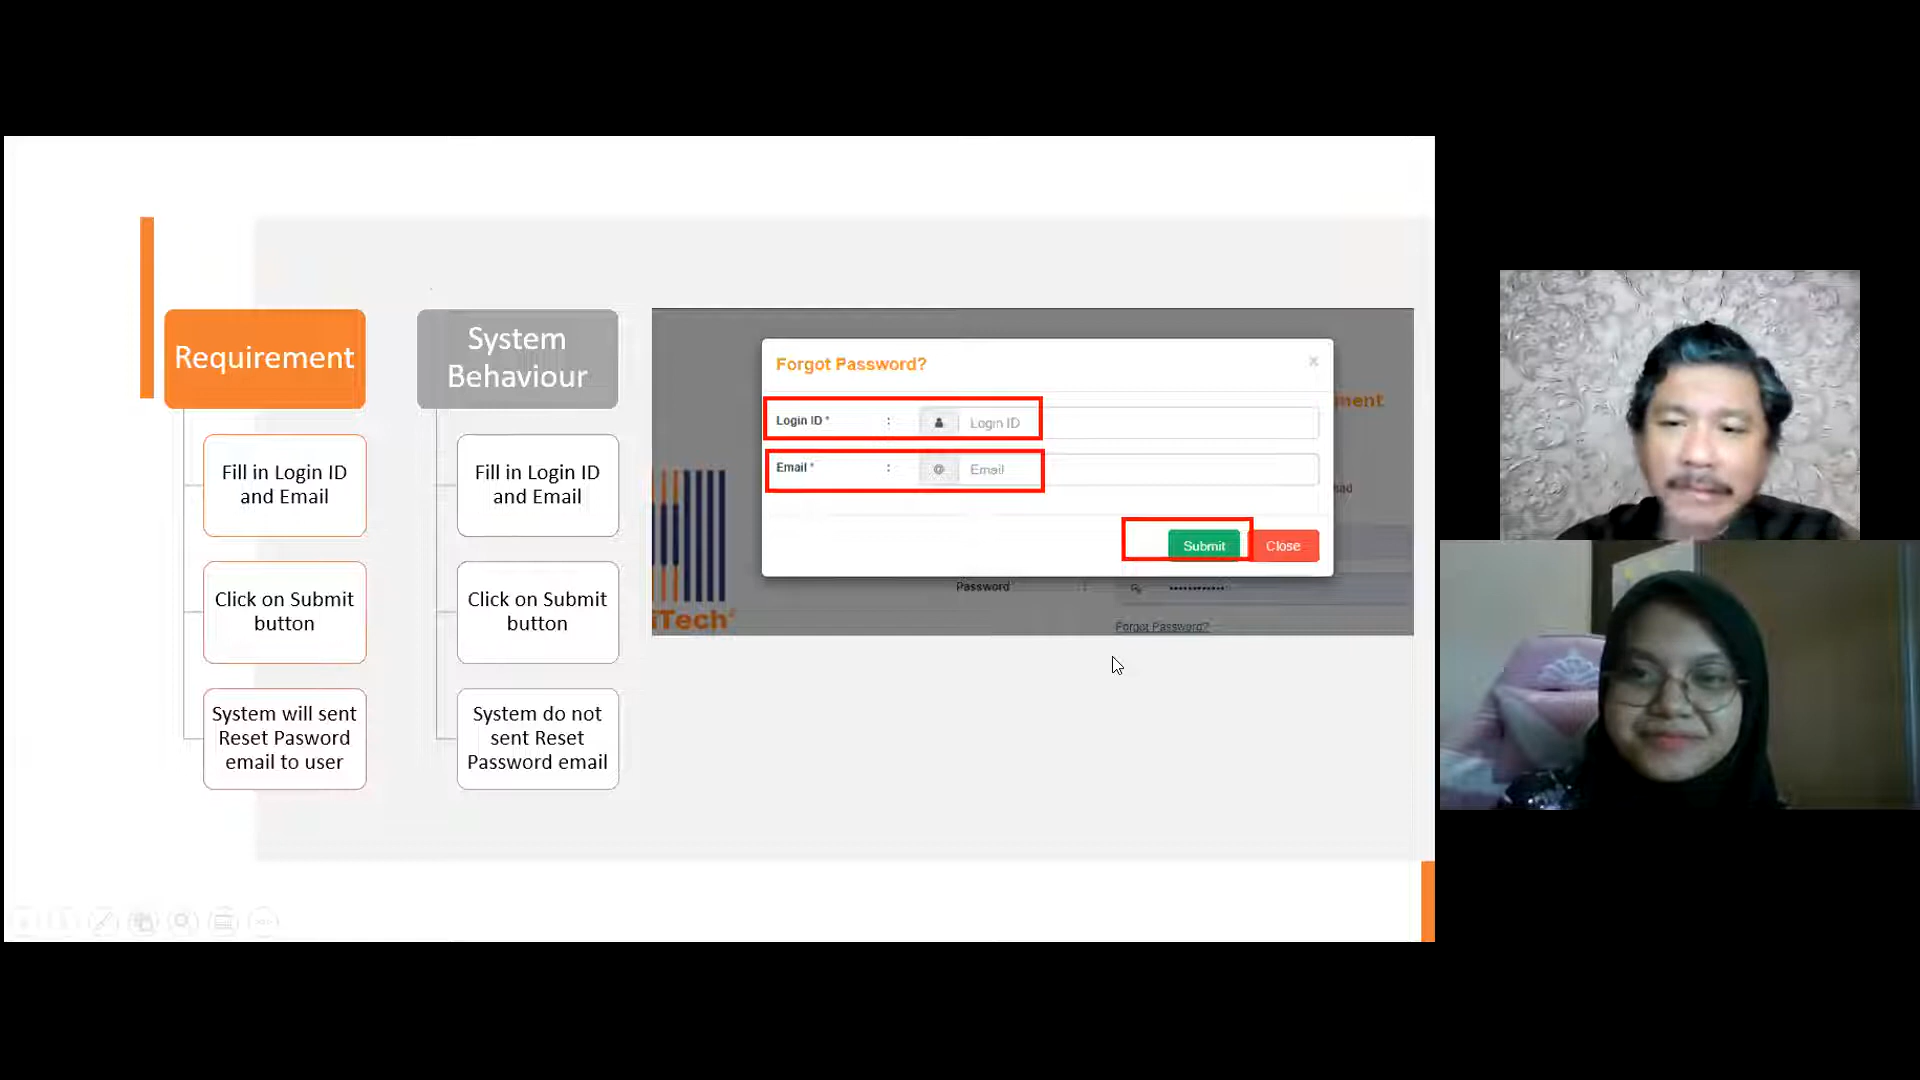 Requirement
Fill in Login ID
and Email
Click on Submit
button
System will sent
Reset Pasword
email to user
System
Behaviour
Fill in Login ID
and Email
Click on Submit
button
System do not
sent Reset
Password email
Forgot Password?
×
Login ID * : Login ID
Email * : @ Email
Submit Close
Password :
Forgot Password?
iTech